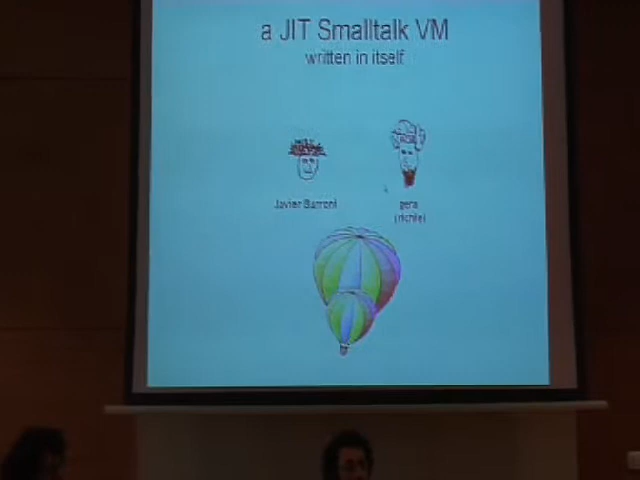 a JIT Smalltalk VM
written in itself
Javier Burroni
gera
(richie)